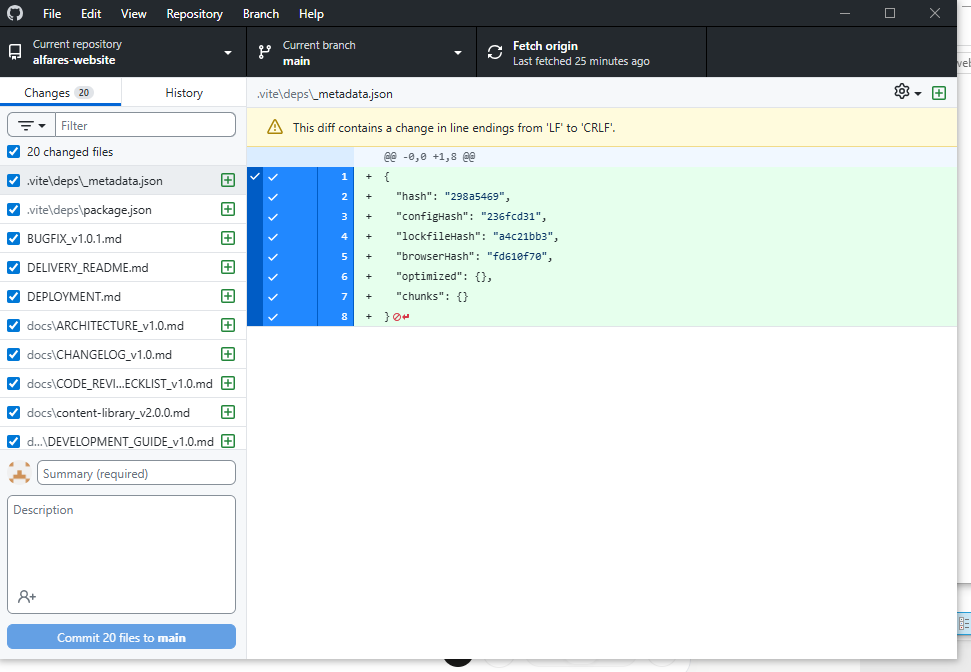 File Edit View Repository Branch Help
Current repository
alfares-website
Current branch
main
Fetch origin
Last fetched 25 minutes ago
Changes 20
History
.vite\deps\_metadata.json
Filter
This diff contains a change in line endings from 'LF' to 'CRLF'.
20 changed files
.vite\deps\_metadata.json
.vite\deps\package.json
BUGFIX_v1.0.1.md
DELIVERY_README.md
DEPLOYMENT.md
docs\ARCHITECTURE_v1.0.md
docs\CHANGELOG_v1.0.md
docs\CODE_REVI...ECKLIST_v1.0.md
docs\content-library_v2.0.0.md
d...\DEVELOPMENT_GUIDE_v1.0.md
@@ -0,0 +1,8 @@
1 + {
2 + "hash": "298a5469",
3 + "configHash": "236fcd31",
4 + "lockfileHash": "a4c21bb3",
5 + "browserHash": "fd610f70",
6 + "optimized": {},
7 + "chunks": {}
8 + }
Summary (required)
Description
Commit 20 files to main